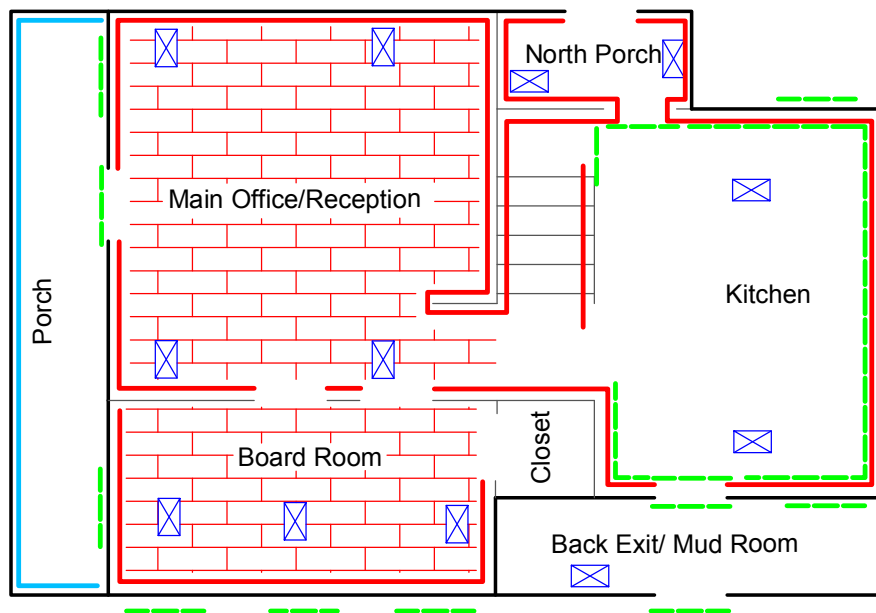 North Porch
Main Office/Reception
Porch
Kitchen
Board Room
Closet
Back Exit/ Mud Room